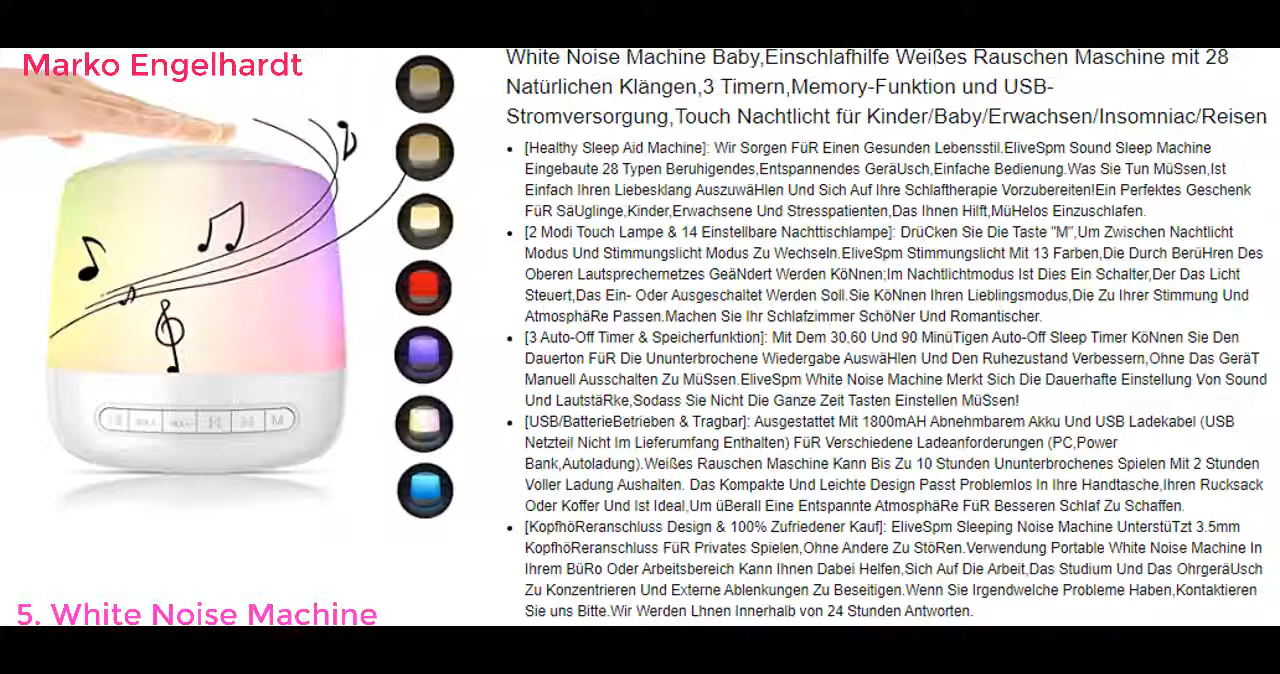 Marko Engelhardt
White Noise Machine Baby,Einschlafhilfe Weißes Rauschen Maschine mit 28
Natürlichen Klängen,3 Timern,Memory-Funktion und USB-
Stromversorgung,Touch Nachtlicht für Kinder/Baby/Erwachsen/Insomniac/Reisen
[Healthy Sleep Aid Machine]: Wir Sorgen FüR Einen Gesunden Lebensstil.EliveSpm Sound Sleep Machine
Eingebaute 28 Typen Beruhigendes,Entspannendes GeräUsch,Einfache Bedienung.Was Sie Tun MüSsen,Ist
Einfach Ihren Liebesklang AuszuwäHlen Und Sich Auf Ihre Schlaftherapie Vorzubereiten!Ein Perfektes Geschenk
FüR SäUglinge,Kinder,Erwachsene Und Stresspatienten,Das Ihnen Hilft,MüHelos Einzuschlafen.
[2 Modi Touch Lampe & 14 Einstellbare Nachttischlampe]: DrüCken Sie Die Taste "M",Um Zwischen Nachtlicht
Modus Und Stimmungslicht Modus Zu Wechseln.EliveSpm Stimmungslicht Mit 13 Farben,Die Durch BerüHren Des
Oberen Lautsprechernetzes GeäNdert Werden KöNnen;Im Nachtlichtmodus Ist Dies Ein Schalter,Der Das Licht
Steuert,Das Ein- Oder Ausgeschaltet Werden Soll.Sie KöNnen Ihren Lieblingsmodus,Die Zu Ihrer Stimmung Und
AtmosphäRe Passen.Machen Sie Ihr Schlafzimmer SchöNer Und Romantischer.
[3 Auto-Off Timer & Speicherfunktion]: Mit Dem 30,60 Und 90 MinüTigen Auto-Off Sleep Timer KöNnen Sie Den
Dauerton FüR Die Ununterbrochene Wiedergabe AuswäHlen Und Den Ruhezustand Verbessern,Ohne Das GeräT
Manuell Ausschalten Zu MüSsen.EliveSpm White Noise Machine Merkt Sich Die Dauerhafte Einstellung Von Sound
Und LautstäRke,Sodass Sie Nicht Die Ganze Zeit Tasten Einstellen MüSsen!
[USB/BatterieBetrieben & Tragbar]: Ausgestattet Mit 1800mAH Abnehmbarem Akku Und USB Ladekabel (USB
Netzteil Nicht Im Lieferumfang Enthalten) FüR Verschiedene Ladeanforderungen (PC,Power
Bank,Autoladung).Weißes Rauschen Maschine Kann Bis Zu 10 Stunden Ununterbrochenes Spielen Mit 2 Stunden
Voller Ladung Aushalten. Das Kompakte Und Leichte Design Passt Problemlos In Ihre Handtasche,Ihren Rucksack
Oder Koffer Und Ist Ideal,Um üBerall Eine Entspannte AtmosphäRe FüR Besseren Schlaf Zu Schaffen.
[KopfhöReranschluss Design & 100% Zufriedener Kauf]: EliveSpm Sleeping Noise Machine UnterstüTzt 3.5mm
KopfhöReranschluss FüR Privates Spielen,Ohne Andere Zu StöRen.Verwendung Portable White Noise Machine In
Ihrem BüRo Oder Arbeitsbereich Kann Ihnen Dabei Helfen,Sich Auf Die Arbeit,Das Studium Und Das OhrgeräUsch
Zu Konzentrieren Und Externe Ablenkungen Zu Beseitigen.Wenn Sie Irgendwelche Probleme Haben,Kontaktieren
Sie uns Bitte.Wir Werden Lhnen Innerhalb von 24 Stunden Antworten.
M
5. White Noise Machine